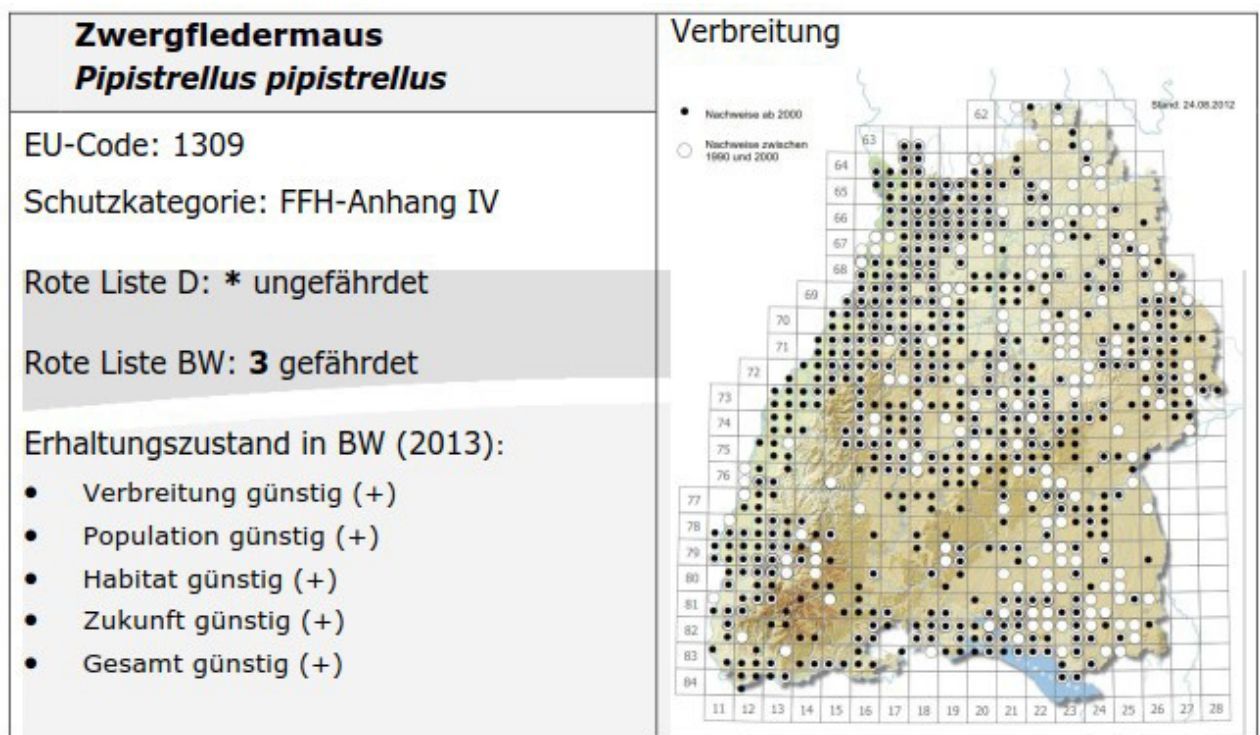 Zwergfledermaus
Pipistrellus pipistrellus
EU-Code: 1309
Schutzkategorie: FFH-Anhang IV
Rote Liste D: * ungefährdet
Rote Liste BW: 3 gefährdet
Erhaltungszustand in BW (2013):
• Verbreitung günstig (+)
• Population günstig (+)
• Habitat günstig (+)
• Zukunft günstig (+)
• Gesamt günstig (+)
Verbreitung
Nachweise ab 2000
Nachweise zwischen
1990 und 2000
Stand: 24.08.2012
62
63
64
65
66
67
68
69
70
71
72
73
74
75
76
77
78
79
80
81
82
83
84
11 12 13 14 15 16 17 18 19 20 21 22 23 24 25 26 27 28